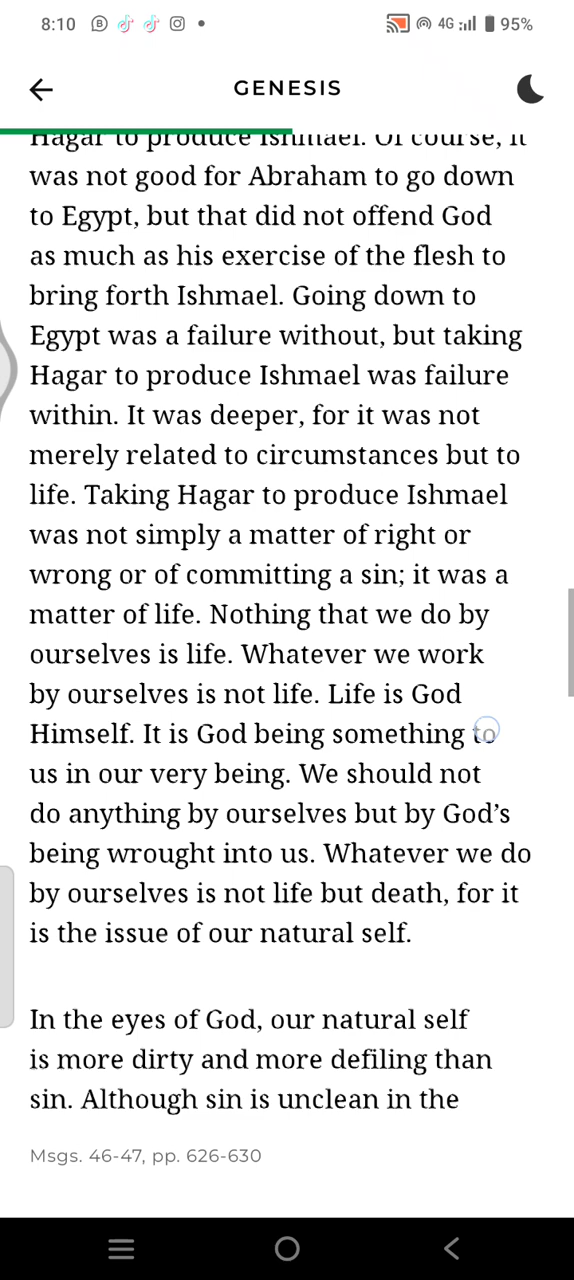 8:10
4G
95%
GENESIS
Hagar to produce Ishmael. Of course, it
was not good for Abraham to go down
to Egypt, but that did not offend God
as much as his exercise of the flesh to
bring forth Ishmael. Going down to
Egypt was a failure without, but taking
Hagar to produce Ishmael was failure
within. It was deeper, for it was not
merely related to circumstances but to
life. Taking Hagar to produce Ishmael
was not simply a matter of right or
wrong or of committing a sin; it was a
matter of life. Nothing that we do by
ourselves is life. Whatever we work
by ourselves is not life. Life is God
Himself. It is God being something to
us in our very being. We should not
do anything by ourselves but by God’s
being wrought into us. Whatever we do
by ourselves is not life but death, for it
is the issue of our natural self.
In the eyes of God, our natural self
is more dirty and more defiling than
sin. Although sin is unclean in the
Msgs. 46-47, pp. 626-630